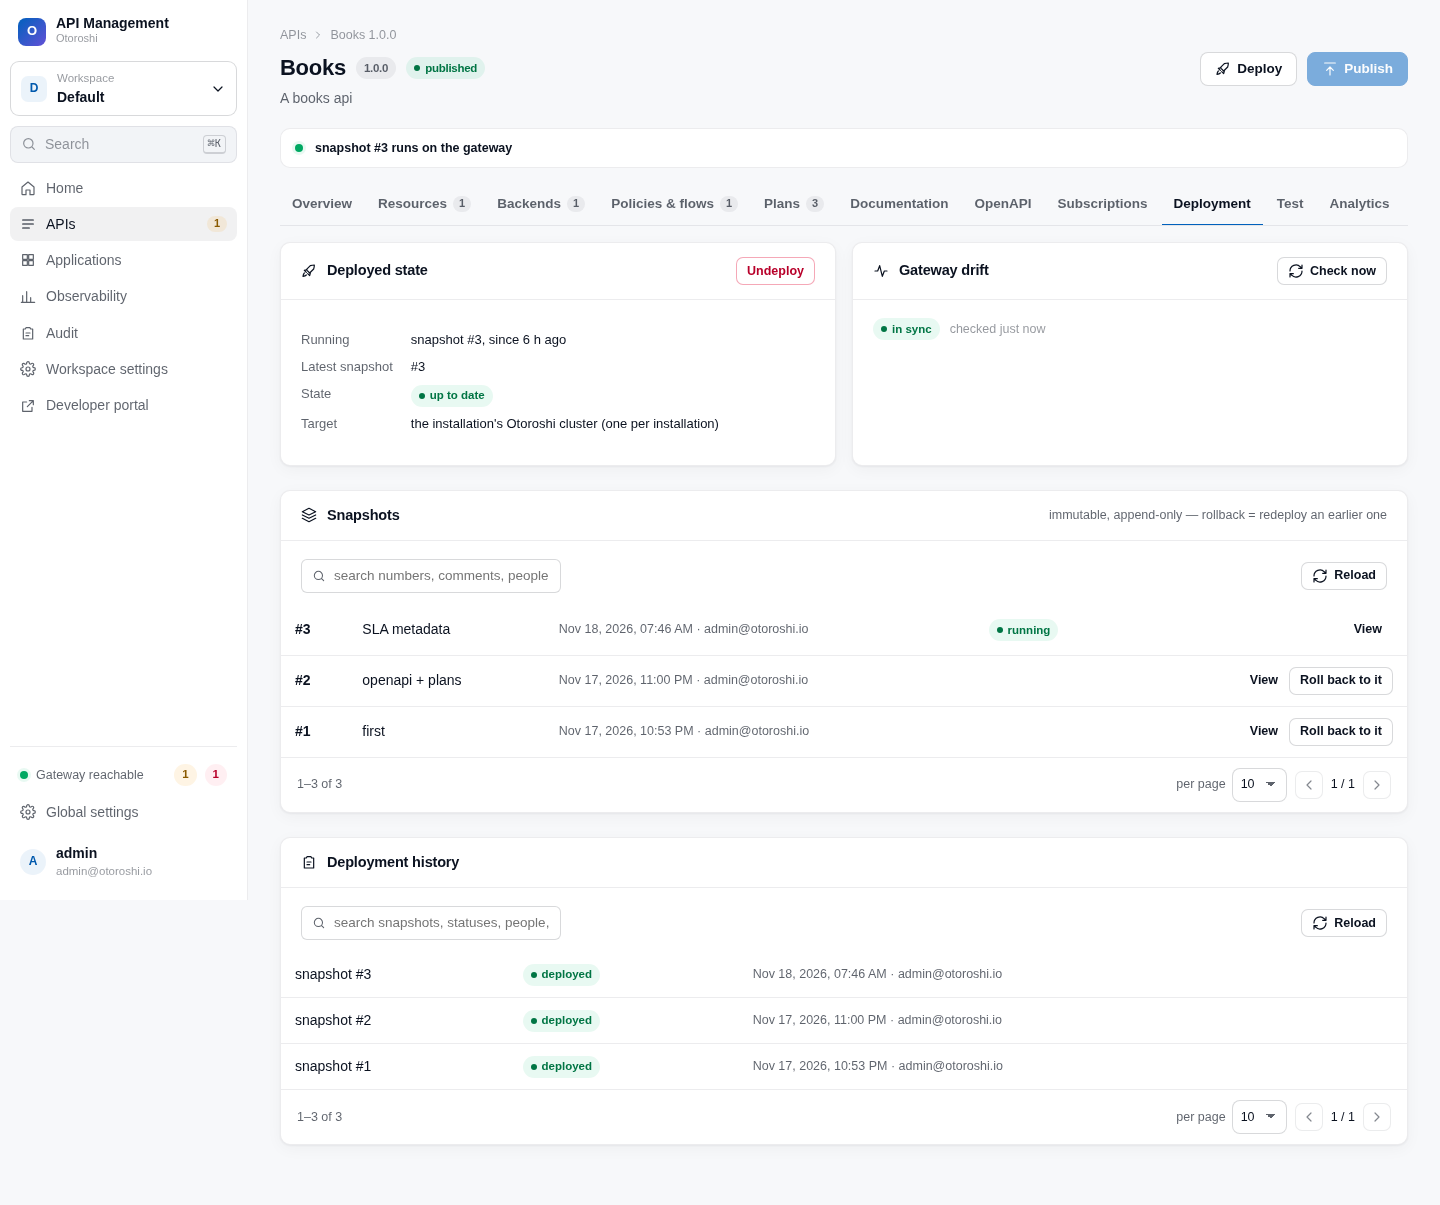 O
API Management
Otoroshi
D
Workspace
Default
Search
⌘K
Home
APIs
1
Applications
Observability
Audit
Workspace settings
Developer portal
Gateway reachable
1
1
Global settings
A
admin
admin@otoroshi.io
APIs
Books 1.0.0
Books
1.0.0
published
Deploy
Publish
A books api
snapshot #3 runs on the gateway
Overview
Resources 1
Backends 1
Policies & flows 1
Plans 3
Documentation
OpenAPI
Subscriptions
Deployment
Test
Analytics
Deployed state
Undeploy
Running snapshot #3, since 6 h ago
Latest snapshot #3
State up to date
Target the installation's Otoroshi cluster (one per installation)
Gateway drift
Check now
in sync checked just now
Snapshots
immutable, append-only — rollback = redeploy an earlier one
search numbers, comments, people
Reload
#3 SLA metadata Nov 18, 2026, 07:46 AM · admin@otoroshi.io running View
#2 openapi + plans Nov 17, 2026, 11:00 PM · admin@otoroshi.io View Roll back to it
#1 first Nov 17, 2026, 10:53 PM · admin@otoroshi.io View Roll back to it
1–3 of 3 per page 10 1 / 1
Deployment history
search snapshots, statuses, people,
Reload
snapshot #3 deployed Nov 18, 2026, 07:46 AM · admin@otoroshi.io
snapshot #2 deployed Nov 17, 2026, 11:00 PM · admin@otoroshi.io
snapshot #1 deployed Nov 17, 2026, 10:53 PM · admin@otoroshi.io
1–3 of 3 per page 10 1 / 1